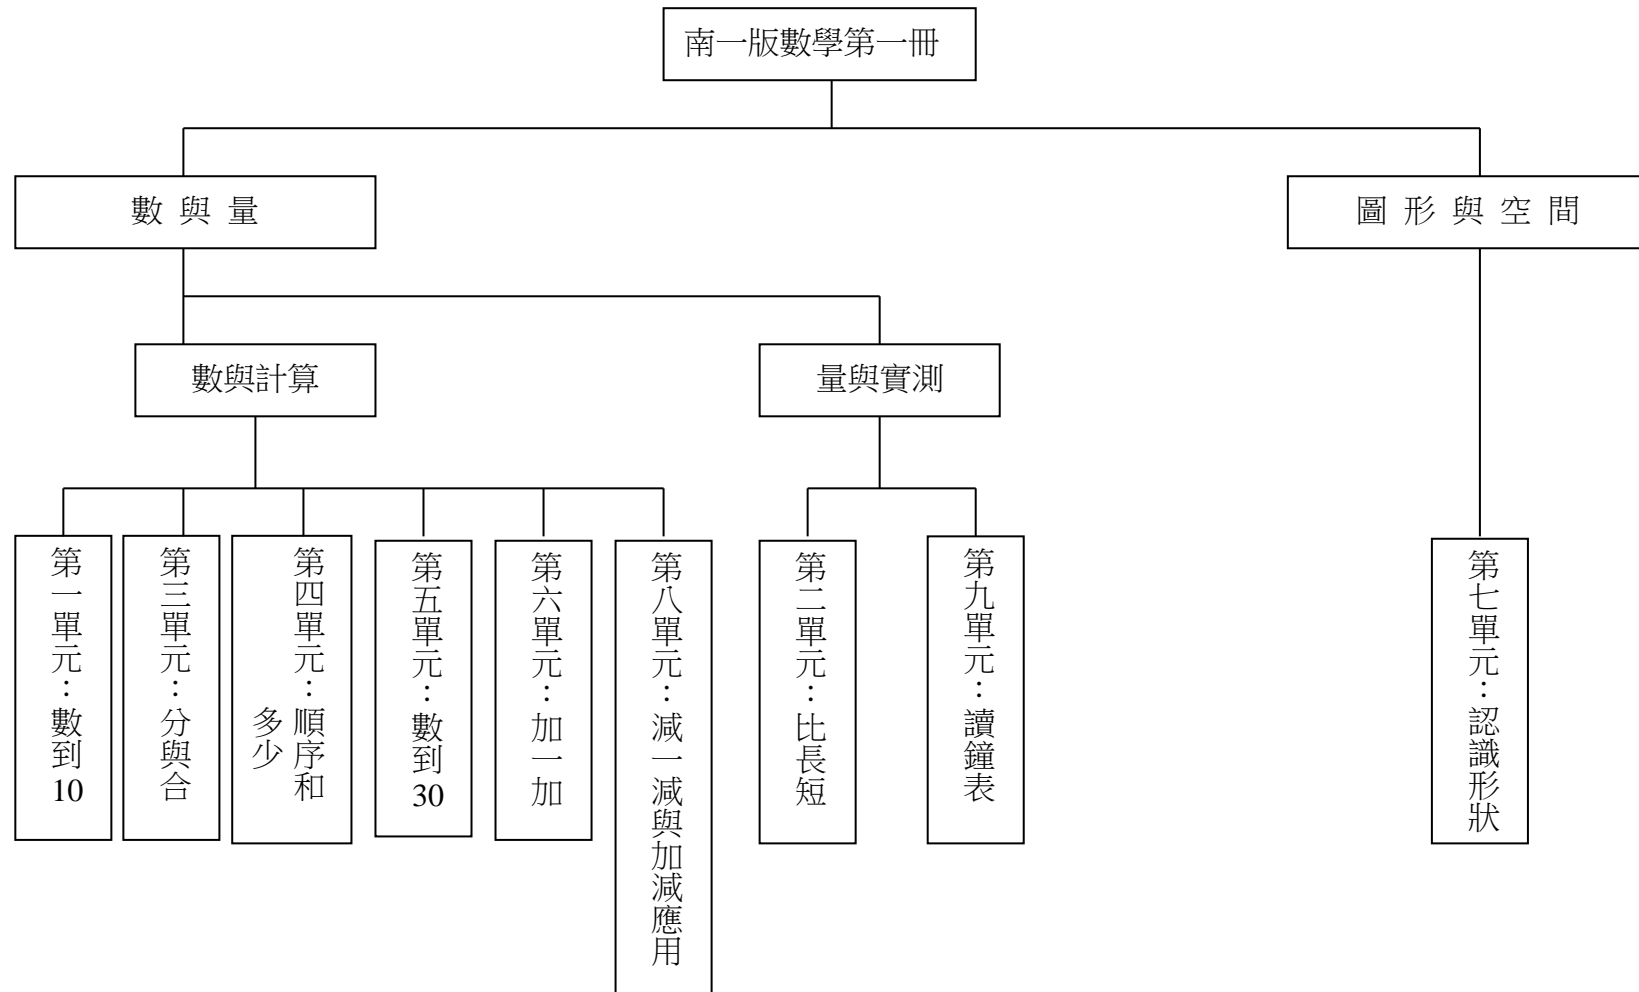 南一版數學第一冊
數與量
圖形與空間
數與計算
量與實測
第一單元：數到10
第三單元：分與合
第四單元：順序和
多少
第五單元：數到30
第六單元：加一加
第八單元：減一減與加減應用
第二單元：比長短
第九單元：讀鐘表
第七單元：認識形狀